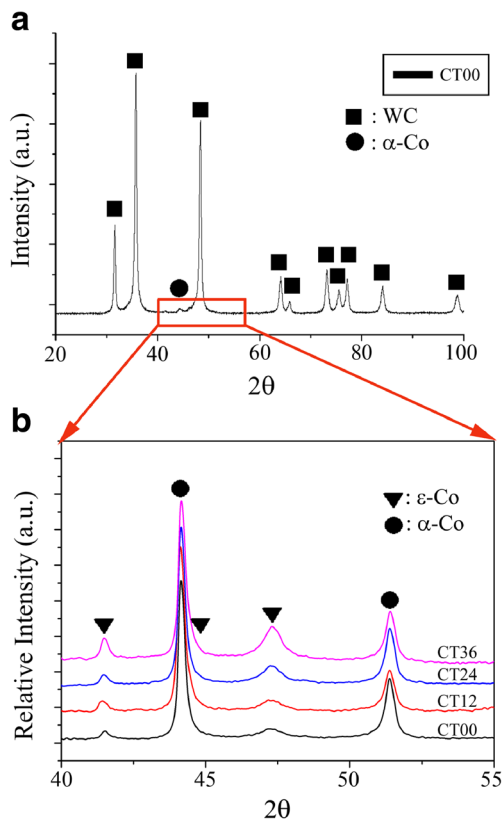 a
CT00
■ : WC
● : α-Co
Intensity (a.u.)
20 40 60 80 100
2θ
b
▼ : ε-Co
● : α-Co
Relative Intensity (a.u.)
CT36
CT24
CT12
CT00
40 45 50 55
2θ